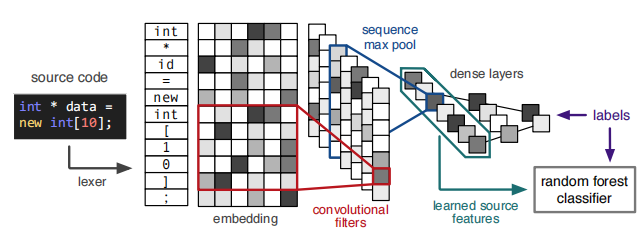 source code
int * data =
new int[10];
lexer
int
*
id
=
new
int
[
1
0
]
;
embedding
convolutional
filters
sequence
max pool
dense layers
learned source
features
labels
random forest
classifier